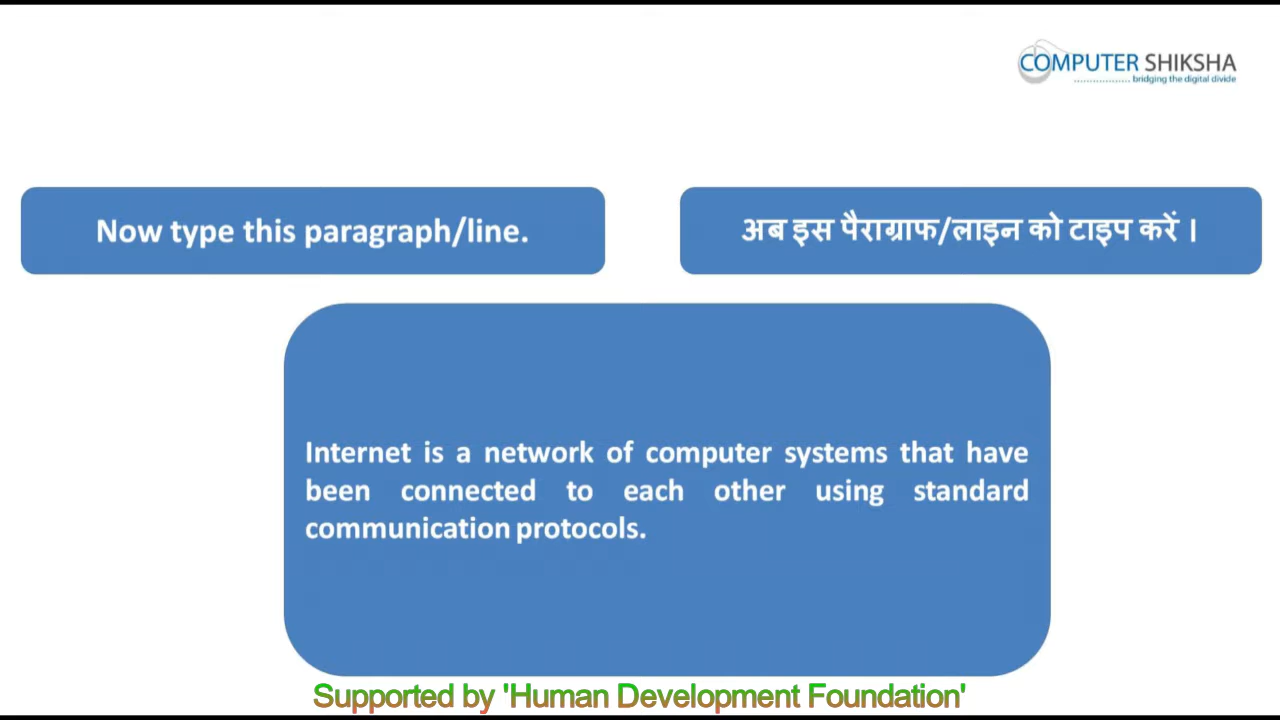 COMPUTER SHIKSHA
bridging the digital divide
Now type this paragraph/line.
अब इस पैराग्राफ/लाइन को टाइप करें ।
Internet is a network of computer systems that have
been connected to each other using standard
communication protocols.
Supported by 'Human Development Foundation'